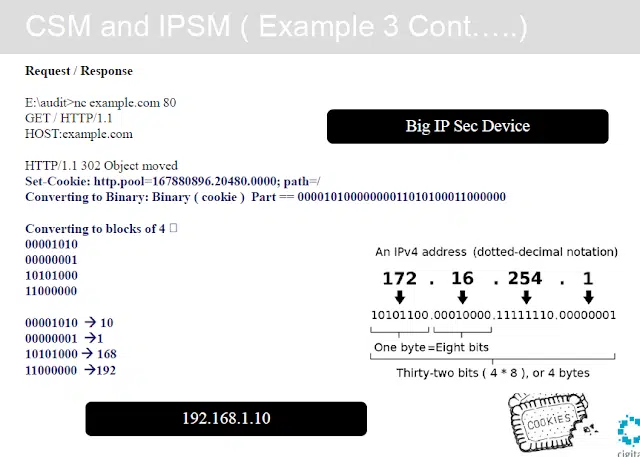 CSM and IPSM ( Example 3 Cont…..)
Request / Response
E:\audit>nc example.com 80
GET / HTTP/1.1
HOST:example.com
Big IP Sec Device
HTTP/1.1 302 Object moved
Set-Cookie: http.pool=167880896.20480.0000; path=/
Converting to Binary: Binary ( cookie ) Part == 00001010000000011010100011000000
Converting to blocks of 4
00001010
00000001
10101000
11000000
00001010 → 10
00000001 →1
10101000 → 168
11000000 →192
An IPv4 address (dotted-decimal notation)
172 . 16 . 254 . 1
10101100.00010000.11111110.00000001
One byte =Eight bits
Thirty-two bits ( 4 * 8 ), or 4 bytes
192.168.1.10
COOKIES